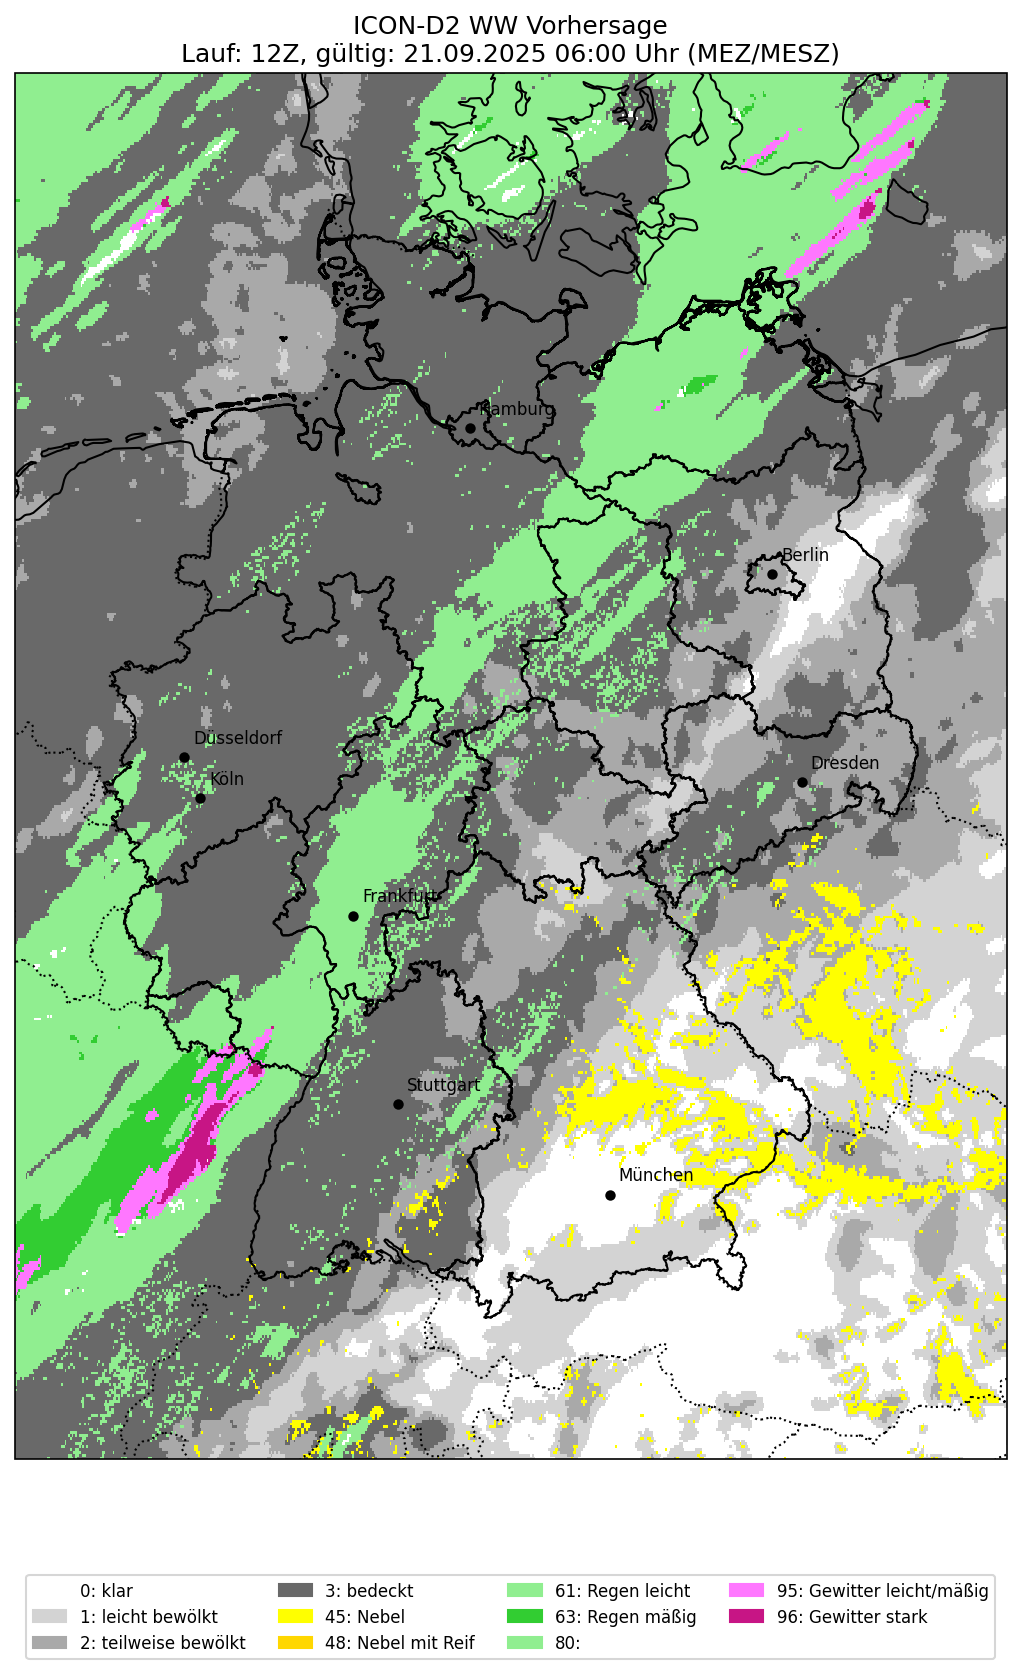 ICON-D2 WW Vorhersage
Lauf: 12Z, gültig: 21.09.2025 06:00 Uhr (MEZ/MESZ)
Hamburg
Berlin
Düsseldorf
Köln
Dresden
Frankfurt
Stuttgart
München
0: klar
1: leicht bewölkt
2: teilweise bewölkt
3: bedeckt
45: Nebel
48: Nebel mit Reif
61: Regen leicht
63: Regen mäßig
80:
95: Gewitter leicht/mäßig
96: Gewitter stark